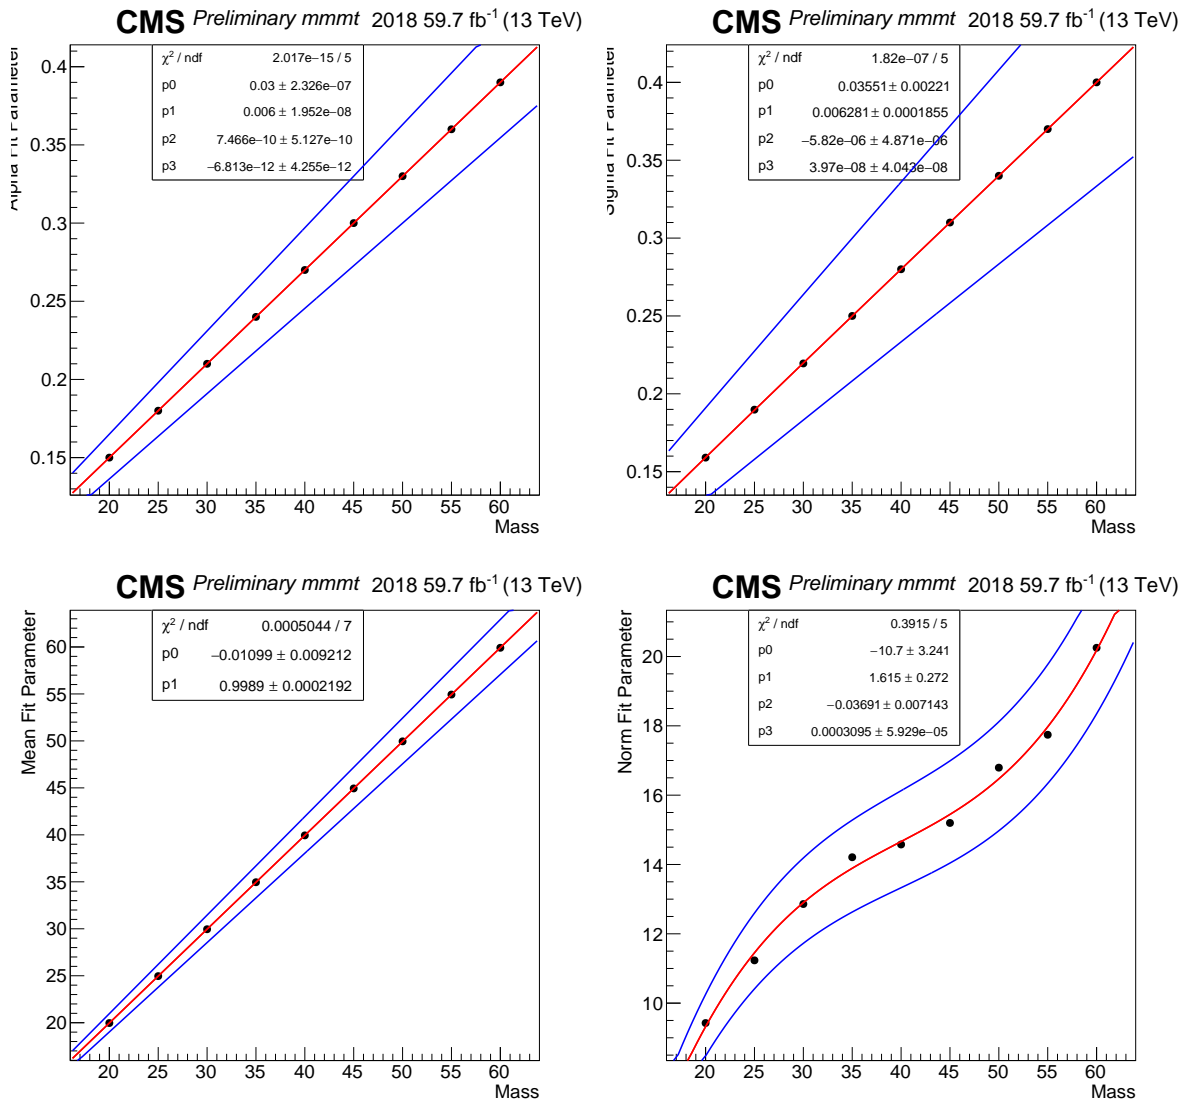 CMS Preliminary mmmt 2018 59.7 fb-1 (13 TeV)
Alpha Fit Parameter
χ2 / ndf 2.017e−15 / 5
p0 0.03 ± 2.326e−07
p1 0.006 ± 1.952e−08
p2 7.466e−10 ± 5.127e−10
p3 −6.813e−12 ± 4.255e−12
0.4
0.35
0.3
0.25
0.2
0.15
20 25 30 35 40 45 50 55 60
Mass
CMS Preliminary mmmt 2018 59.7 fb-1 (13 TeV)
Sigma Fit Parameter
χ2 / ndf 1.82e−07 / 5
p0 0.03551 ± 0.00221
p1 0.006281 ± 0.0001855
p2 −5.82e−06 ± 4.871e−06
p3 3.97e−08 ± 4.043e−08
0.4
0.35
0.3
0.25
0.2
0.15
20 25 30 35 40 45 50 55 60
Mass
CMS Preliminary mmmt 2018 59.7 fb-1 (13 TeV)
Mean Fit Parameter
χ2 / ndf 0.0005044 / 7
p0 −0.01099 ± 0.009212
p1 0.9989 ± 0.0002192
60
55
50
45
40
35
30
25
20
20 25 30 35 40 45 50 55 60
Mass
CMS Preliminary mmmt 2018 59.7 fb-1 (13 TeV)
Norm Fit Parameter
χ2 / ndf 0.3915 / 5
p0 −10.7 ± 3.241
p1 1.615 ± 0.272
p2 −0.03691 ± 0.007143
p3 0.0003095 ± 5.929e−05
20
18
16
14
12
10
20 25 30 35 40 45 50 55 60
Mass